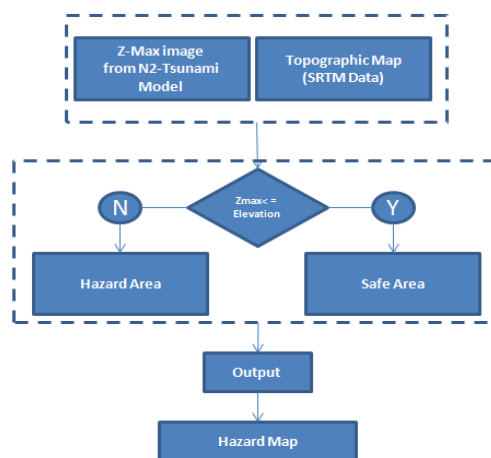 Z-Max image
from N2-Tsunami
Model
Topographic Map
(SRTM Data)
Zmax< =
Elevation
N
Y
Hazard Area
Safe Area
Output
Hazard Map